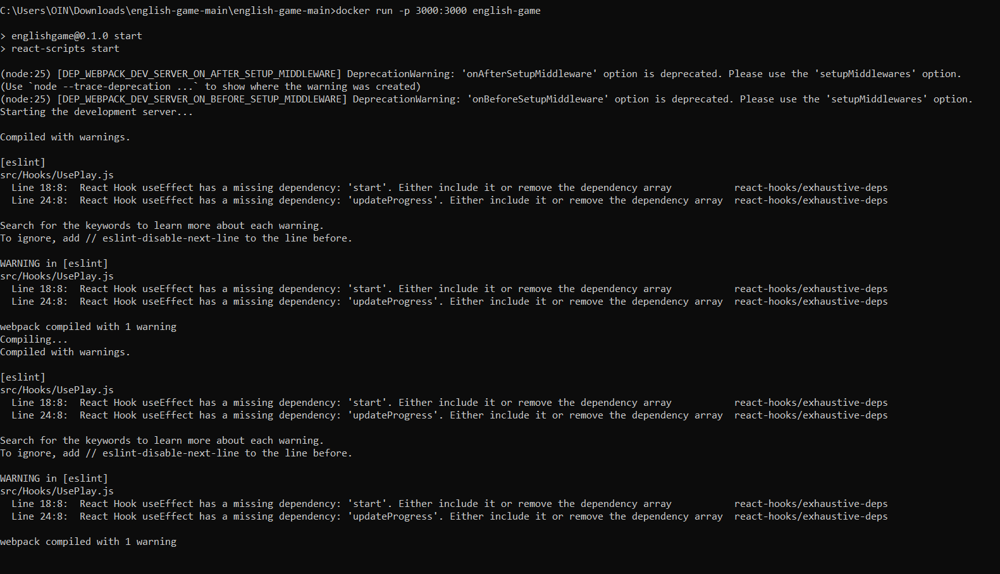 C:\Users\OIN\Downloads\english-game-main\english-game-main>docker run -p 3000:3000 english-game
> englishgame@0.1.0 start
> react-scripts start
(node:25) [DEP_WEBPACK_DEV_SERVER_ON_AFTER_SETUP_MIDDLEWARE] DeprecationWarning: 'onAfterSetupMiddleware' option is deprecated. Please use the 'setupMiddlewares' option.
(Use `node --trace-deprecation ...` to show where the warning was created)
(node:25) [DEP_WEBPACK_DEV_SERVER_ON_BEFORE_SETUP_MIDDLEWARE] DeprecationWarning: 'onBeforeSetupMiddleware' option is deprecated. Please use the 'setupMiddlewares' option.
Starting the development server...
Compiled with warnings.
[eslint]
src/Hooks/UsePlay.js
  Line 18:8:  React Hook useEffect has a missing dependency: 'start'. Either include it or remove the dependency array           react-hooks/exhaustive-deps
  Line 24:8:  React Hook useEffect has a missing dependency: 'updateProgress'. Either include it or remove the dependency array  react-hooks/exhaustive-deps
Search for the keywords to learn more about each warning.
To ignore, add // eslint-disable-next-line to the line before.
WARNING in [eslint]
src/Hooks/UsePlay.js
  Line 18:8:  React Hook useEffect has a missing dependency: 'start'. Either include it or remove the dependency array           react-hooks/exhaustive-deps
  Line 24:8:  React Hook useEffect has a missing dependency: 'updateProgress'. Either include it or remove the dependency array  react-hooks/exhaustive-deps
webpack compiled with 1 warning
Compiling...
Compiled with warnings.
[eslint]
src/Hooks/UsePlay.js
  Line 18:8:  React Hook useEffect has a missing dependency: 'start'. Either include it or remove the dependency array           react-hooks/exhaustive-deps
  Line 24:8:  React Hook useEffect has a missing dependency: 'updateProgress'. Either include it or remove the dependency array  react-hooks/exhaustive-deps
Search for the keywords to learn more about each warning.
To ignore, add // eslint-disable-next-line to the line before.
WARNING in [eslint]
src/Hooks/UsePlay.js
  Line 18:8:  React Hook useEffect has a missing dependency: 'start'. Either include it or remove the dependency array           react-hooks/exhaustive-deps
  Line 24:8:  React Hook useEffect has a missing dependency: 'updateProgress'. Either include it or remove the dependency array  react-hooks/exhaustive-deps
webpack compiled with 1 warning